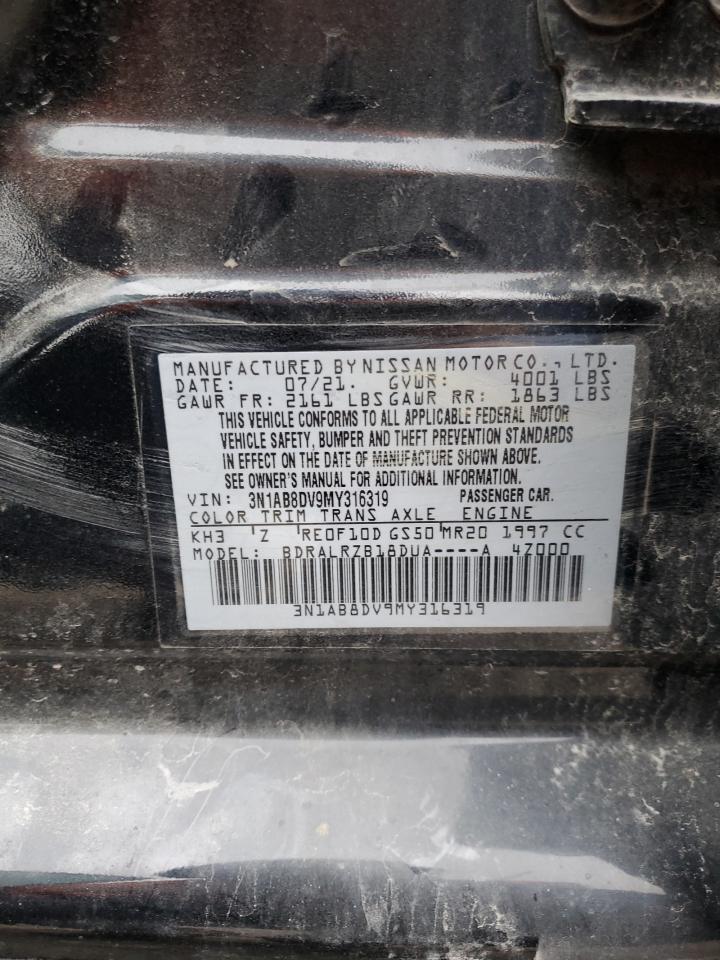 MANUFACTURED BY NISSAN MOTOR CO., LTD.
DATE: 07/21. GVWR: 4001 LBS
GAWR FR: 2161 LBS GAWR RR: 1863 LBS
THIS VEHICLE CONFORMS TO ALL APPLICABLE FEDERAL MOTOR
VEHICLE SAFETY, BUMPER AND THEFT PREVENTION STANDARDS
IN EFFECT ON THE DATE OF MANUFACTURE SHOWN ABOVE.
SEE OWNER'S MANUAL FOR ADDITIONAL INFORMATION.
VIN: 3N1AB8DV9MY316319 PASSENGER CAR.
COLOR TRIM TRANS AXLE ENGINE
KH3 Z RE0F10D GS50 MR20 1997 CC
MODEL: BDRALRZB18DUA----A 4Z000
3N1AB8DV9MY316319